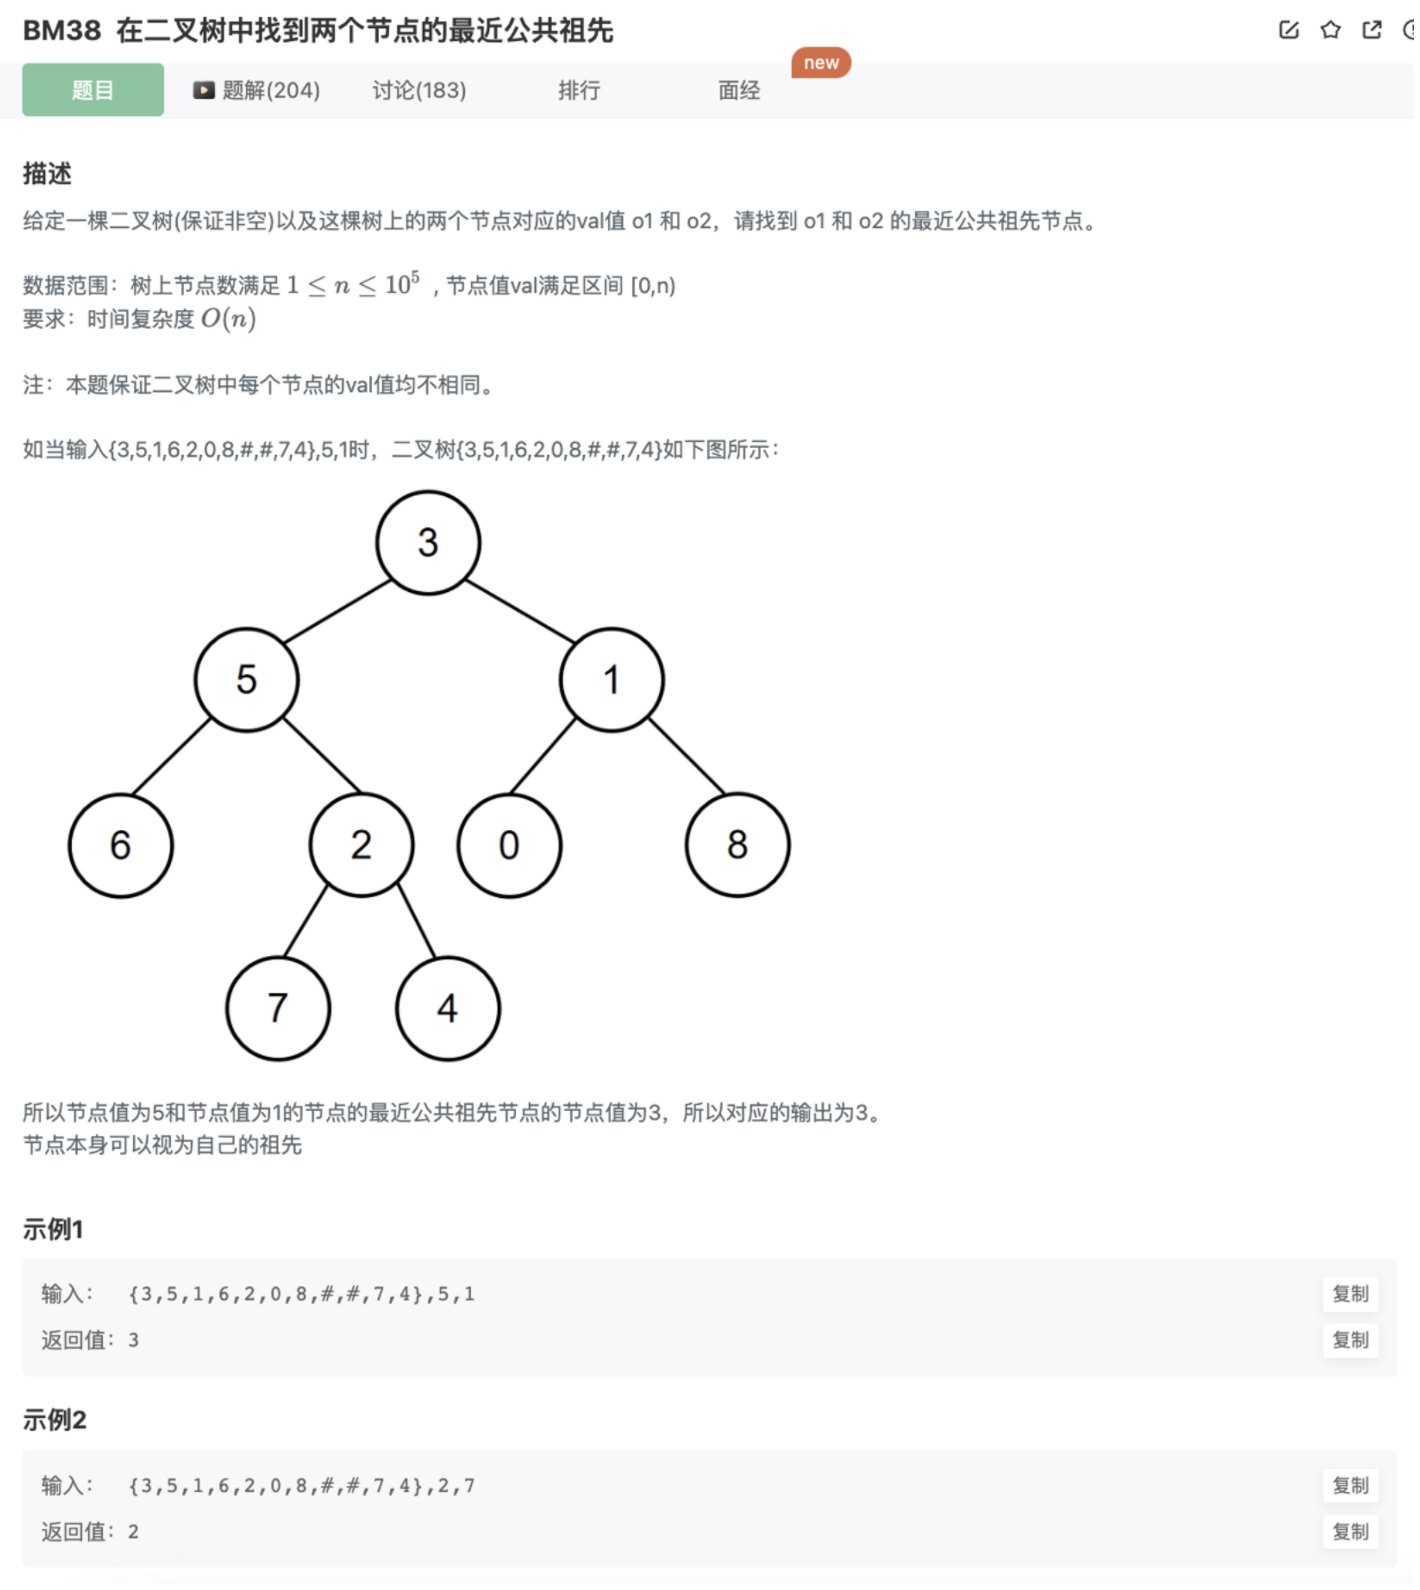 BM38 在二叉树中找到两个节点的最近公共祖先
new
题目 题解(204) 讨论(183) 排行 面经
描述
给定一棵二叉树(保证非空)以及这棵树上的两个节点对应的val值 o1 和 o2，请找到 o1 和 o2 的最近公共祖先节点。
数据范围：树上节点数满足 1 ≤ n ≤ 10⁵ , 节点值val满足区间 [0,n)
要求：时间复杂度 O(n)
注：本题保证二叉树中每个节点的val值均不相同。
如当输入{3,5,1,6,2,0,8,#,#,7,4},5,1时，二叉树{3,5,1,6,2,0,8,#,#,7,4}如下图所示：
3
5 1
6 2 0 8
7 4
所以节点值为5和节点值为1的节点的最近公共祖先节点的节点值为3，所以对应的输出为3。
节点本身可以视为自己的祖先
示例1
输入： {3,5,1,6,2,0,8,#,#,7,4},5,1 复制
返回值：3 复制
示例2
输入： {3,5,1,6,2,0,8,#,#,7,4},2,7 复制
返回值：2 复制